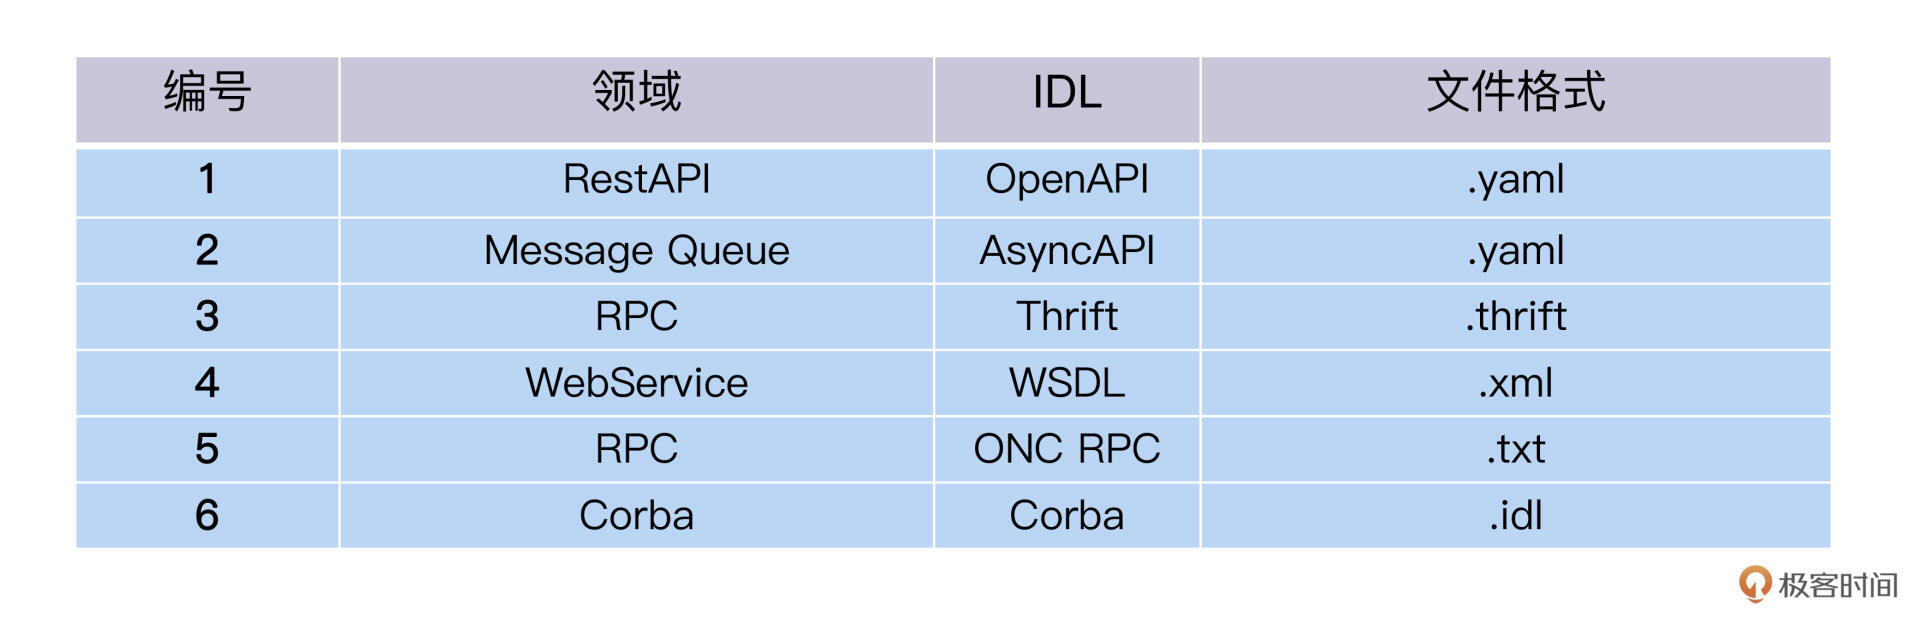 编号 领域 IDL 文件格式
1 RestAPI OpenAPI .yaml
2 Message Queue AsyncAPI .yaml
3 RPC Thrift .thrift
4 WebService WSDL .xml
5 RPC ONC RPC .txt
6 Corba Corba .idl
极客时间